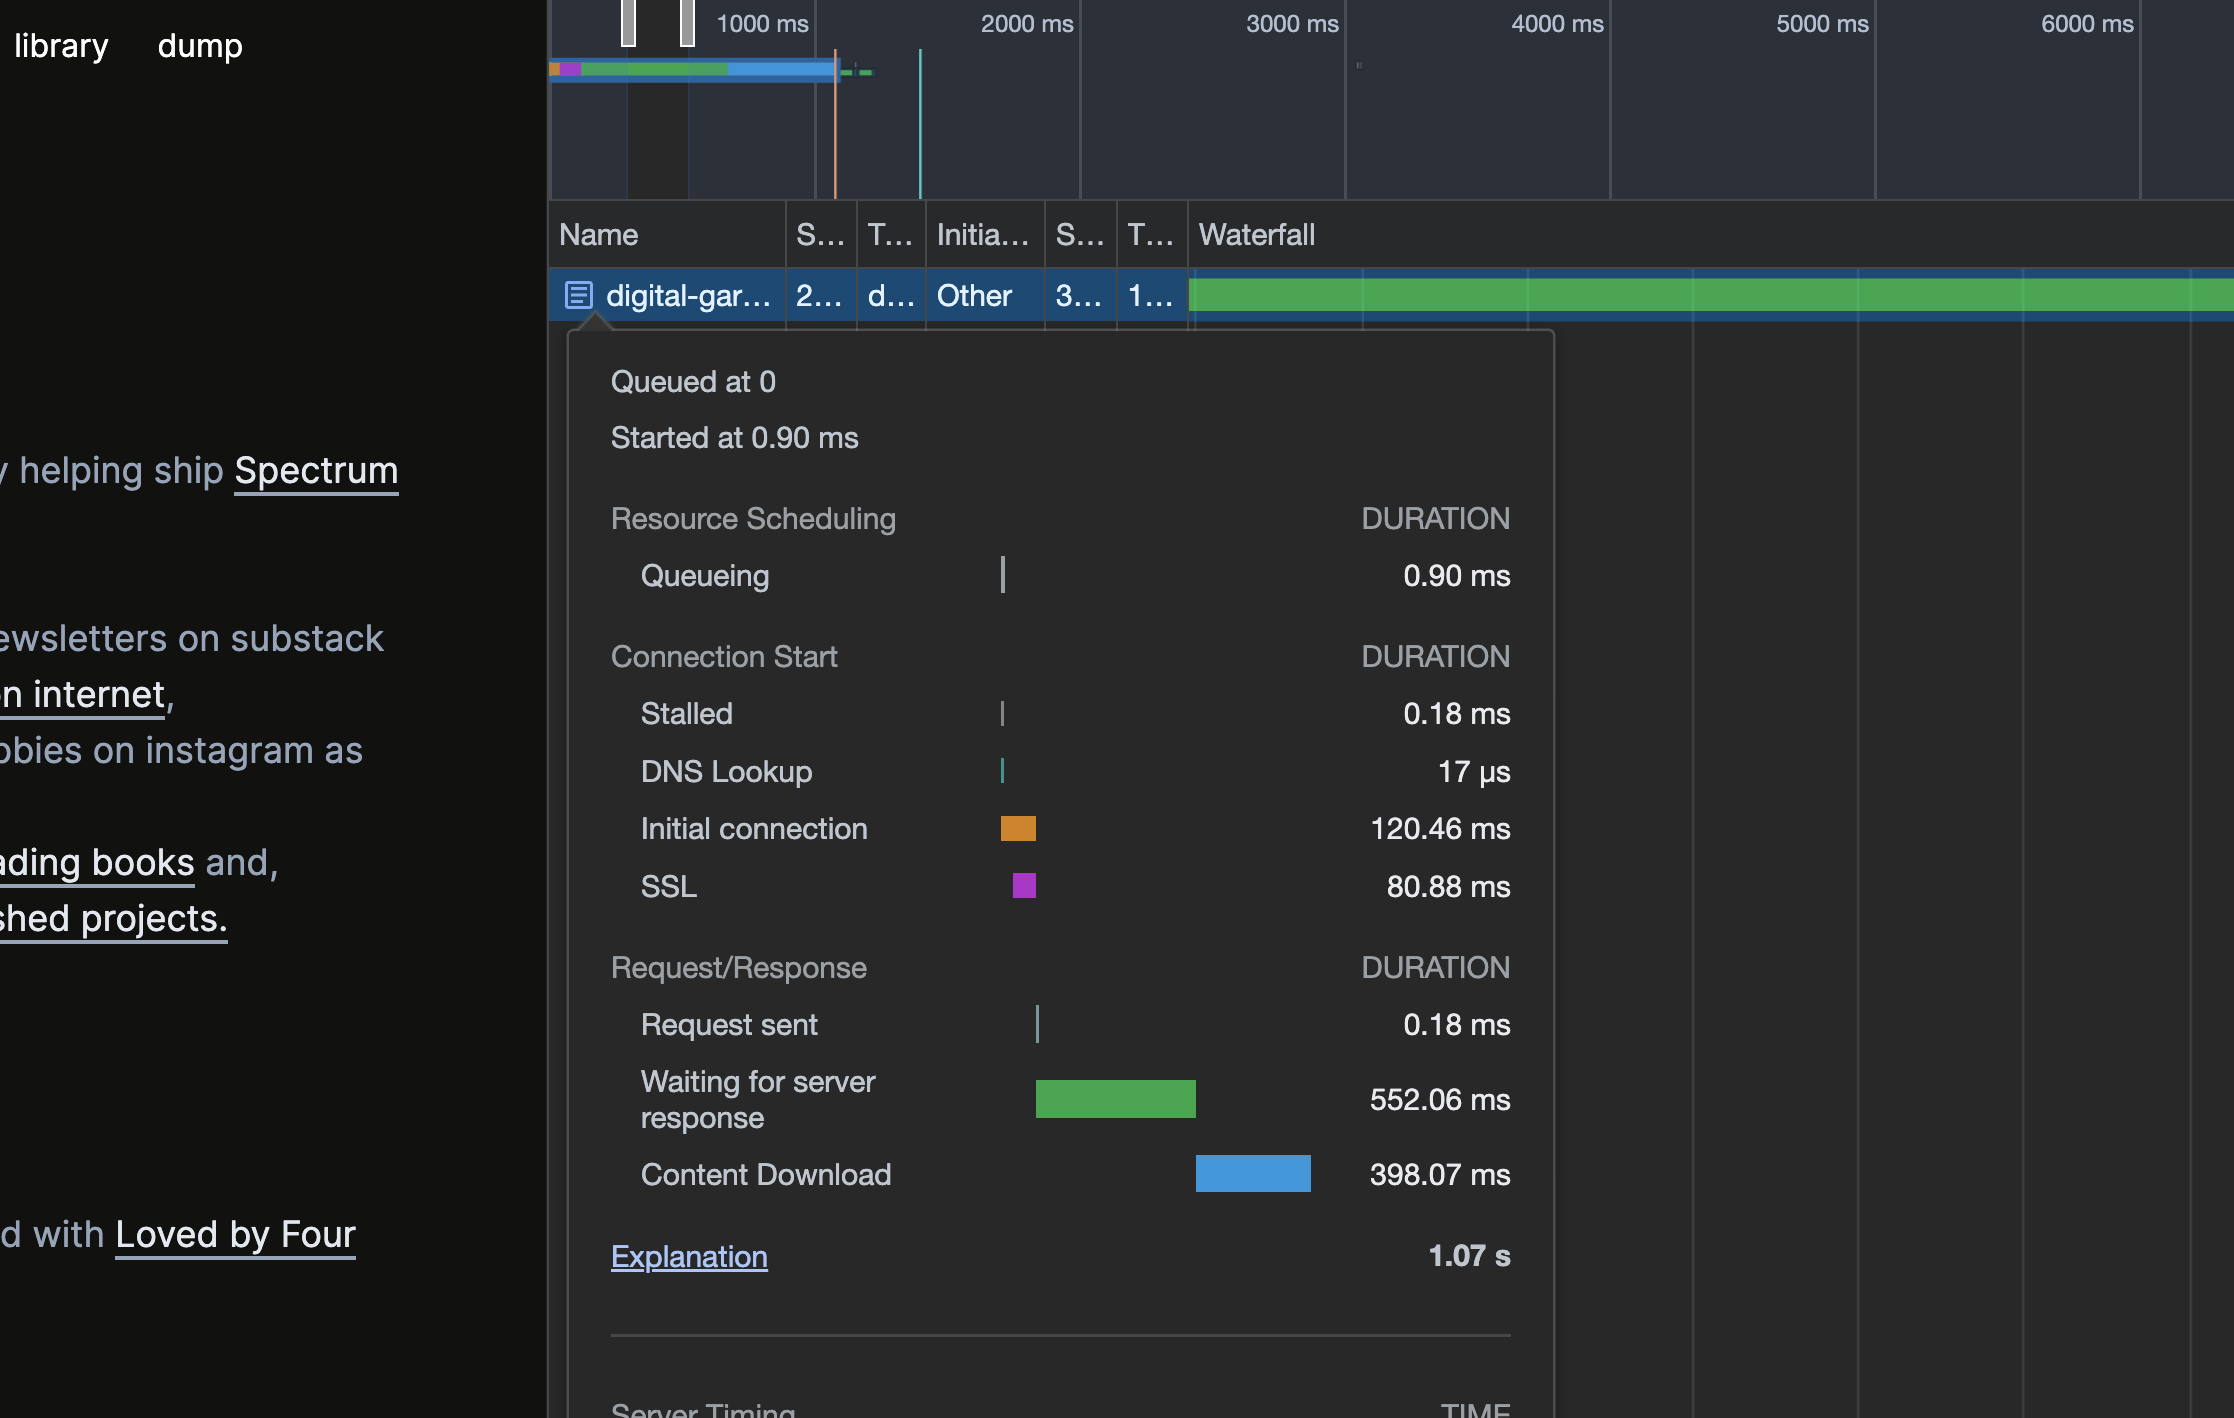 library dump
y helping ship Spectrum
ewsletters on substack
on internet,
obbies on instagram as
ading books and,
shed projects.
d with Loved by Four
1000 ms 2000 ms 3000 ms 4000 ms 5000 ms 6000 ms
Name S... T... Initia... S... T... Waterfall
digital-gar... 2... d... Other 3... 1...
Queued at 0
Started at 0.90 ms
Resource Scheduling DURATION
Queueing 0.90 ms
Connection Start DURATION
Stalled 0.18 ms
DNS Lookup 17 μs
Initial connection 120.46 ms
SSL 80.88 ms
Request/Response DURATION
Request sent 0.18 ms
Waiting for server
response 552.06 ms
Content Download 398.07 ms
Explanation 1.07 s
Server Timing TIME